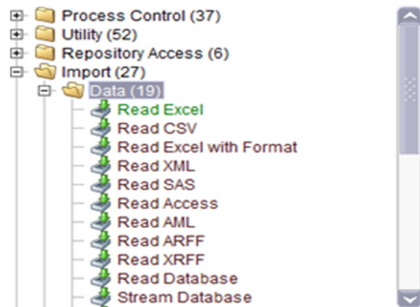 Process Control (37)
Utility (52)
Repository Access (6)
Import (27)
Data (19)
Read Excel
Read CSV
Read Excel with Format
Read XML
Read SAS
Read Access
Read AML
Read ARFF
Read XRFF
Read Database
Stream Database